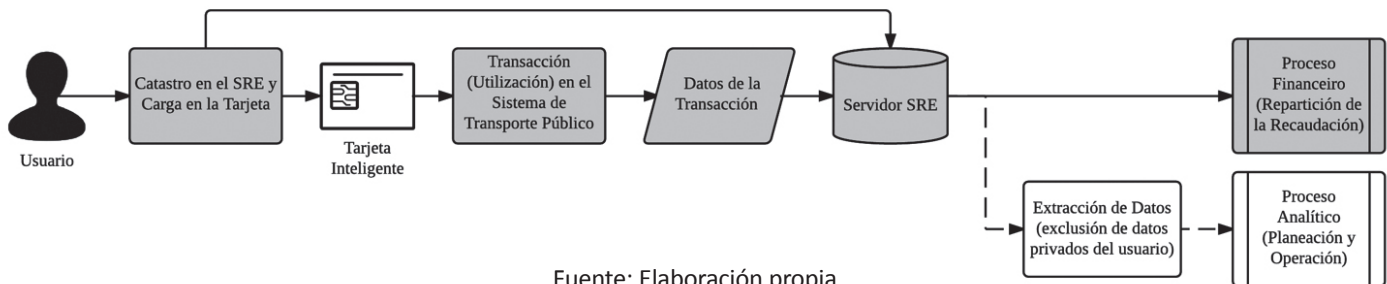 Usuario
Catastro en el SRE y
Carga en la Tarjeta
Tarjeta
Inteligente
Transacción
(Utilización) en el
Sistema de
Transporte Público
Datos de la
Transacción
Servidor SRE
Proceso
Financeiro
(Repartición de
la Recaudación)
Extracción de Datos
(exclusión de datos
privados del usuario)
Proceso
Analítico
(Planeación y
Operación)
Fuente: Elaboración propia